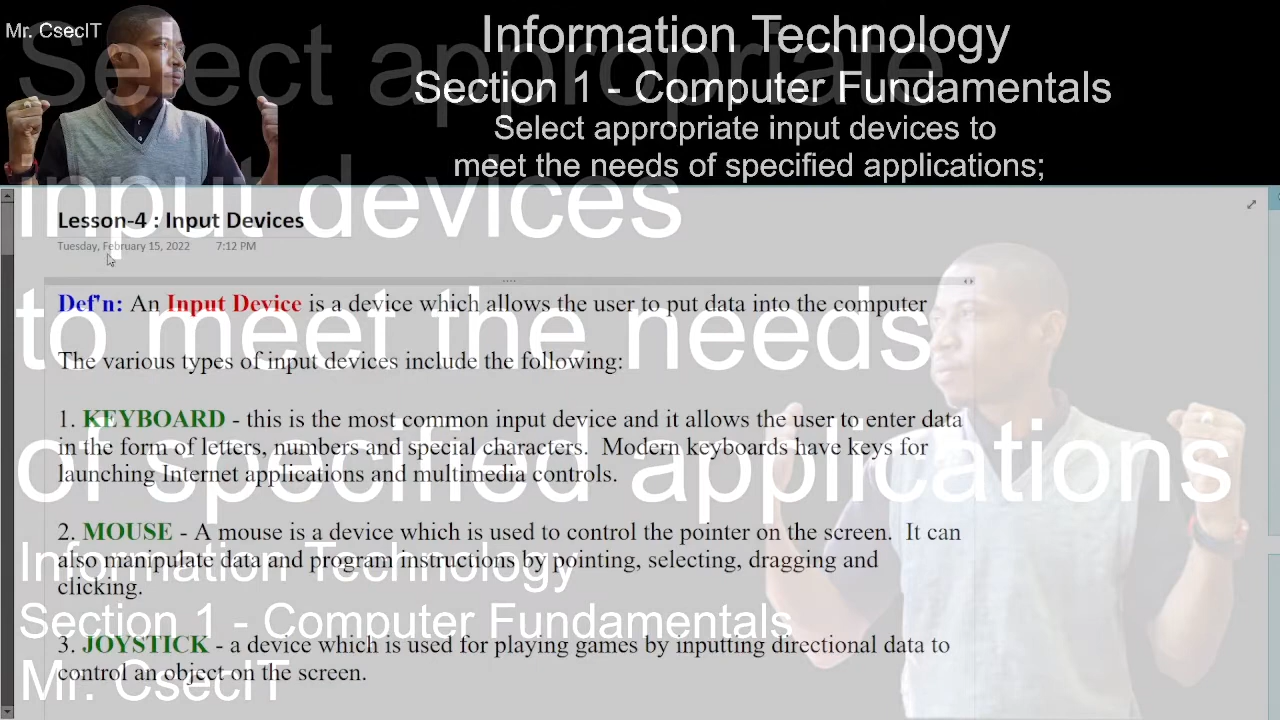 Mr. CsecIT
Information Technology
Section 1 - Computer Fundamentals
Select appropriate input devices to
meet the needs of specified applications;
Select appropriate
input devices
to meet the needs
of specified applications
Information Technology
Section 1 - Computer Fundamentals
Mr. CsecIT
Lesson-4 : Input Devices
Tuesday, February 15, 2022 7:12 PM
Def'n: An Input Device is a device which allows the user to put data into the computer
The various types of input devices include the following:
1. KEYBOARD - this is the most common input device and it allows the user to enter data
in the form of letters, numbers and special characters. Modern keyboards have keys for
launching Internet applications and multimedia controls.
2. MOUSE - A mouse is a device which is used to control the pointer on the screen. It can
also manipulate data and program instructions by pointing, selecting, dragging and
clicking.
3. JOYSTICK - a device which is used for playing games by inputting directional data to
control an object on the screen.